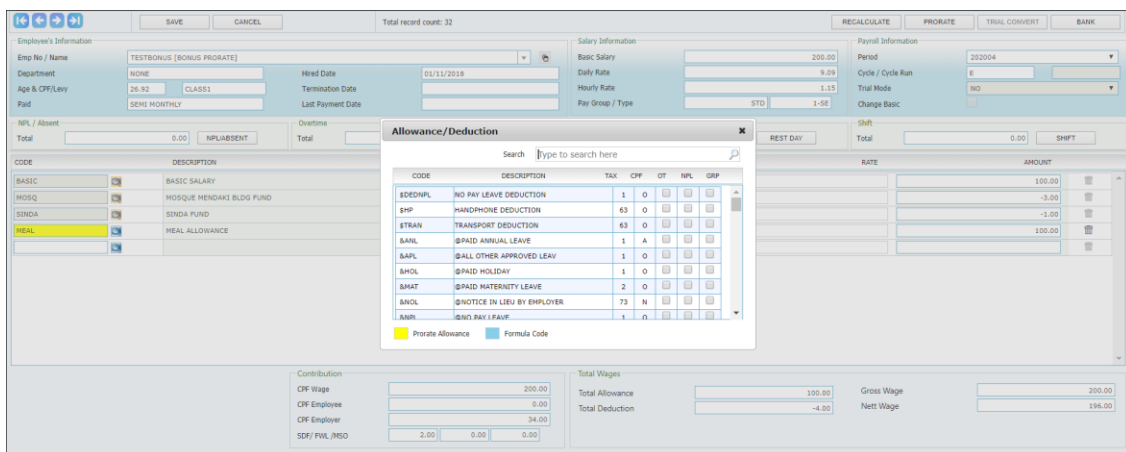 SAVE CANCEL Total record count: 32 RECALCULATE PRORATE TRIAL CONVERT BANK
Employee's Information Salary Information Payroll Information
Emp No / Name TESTBONUS [BONUS PRORATE] Basic Salary 200.00 Period 202004
Department NONE Hired Date 01/11/2018 Daily Rate 9.09 Cycle / Cycle Run E
Age & CPF/Levy 26.92 CLASS1 Termination Date Hourly Rate 1.15 Trial Mode NO
Paid SEMI MONTHLY Last Payment Date Pay Group / Type STD 1-SE Change Basic
NPL / Absent Overtime Shift
Total 0.00 NPL/ABSENT Total REST DAY Total 0.00 SHIFT
CODE DESCRIPTION RATE AMOUNT
BASIC BASIC SALARY 100.00
MOSQ MOSQUE MENDAKI BLDG FUND -3.00
SINDA SINDA FUND -1.00
MEAL MEAL ALLOWANCE 100.00
Allowance/Deduction
Search Type to search here
CODE DESCRIPTION TAX CPF OT NPL GRP
$DEDNPL NO PAY LEAVE DEDUCTION 1 O
$HP HANDPHONE DEDUCTION 63 O
$TRAN TRANSPORT DEDUCTION 63 O
&ANL @PAID ANNUAL LEAVE 1 A
&APL @ALL OTHER APPROVED LEAV 1 O
&HOL @PAID HOLIDAY 1 O
&MAT @PAID MATERNITY LEAVE 2 O
&NOL @NOTICE IN LIEU BY EMPLOYER 73 N
&NPL @NO PAY LEAVE 1 O
Prorate Allowance Formula Code
Contribution Total Wages
CPF Wage 200.00 Total Allowance 100.00 Gross Wage 200.00
CPF Employee 0.00 Total Deduction -4.00 Nett Wage 196.00
CPF Employer 34.00
SDF/ FWL /MSO 2.00 0.00 0.00